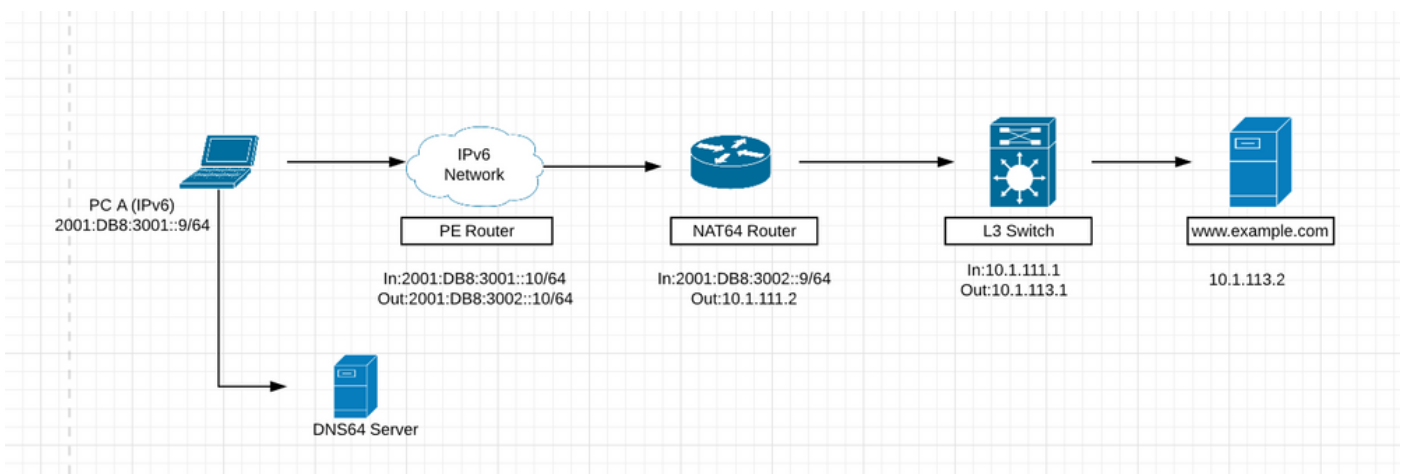 IPv6
Network
PC A (IPv6)
2001:DB8:3001::9/64
PE Router
In:2001:DB8:3001::10/64
Out:2001:DB8:3002::10/64
NAT64 Router
In:2001:DB8:3002::9/64
Out:10.1.111.2
L3 Switch
In:10.1.111.1
Out:10.1.113.1
www.example.com
10.1.113.2
DNS64 Server